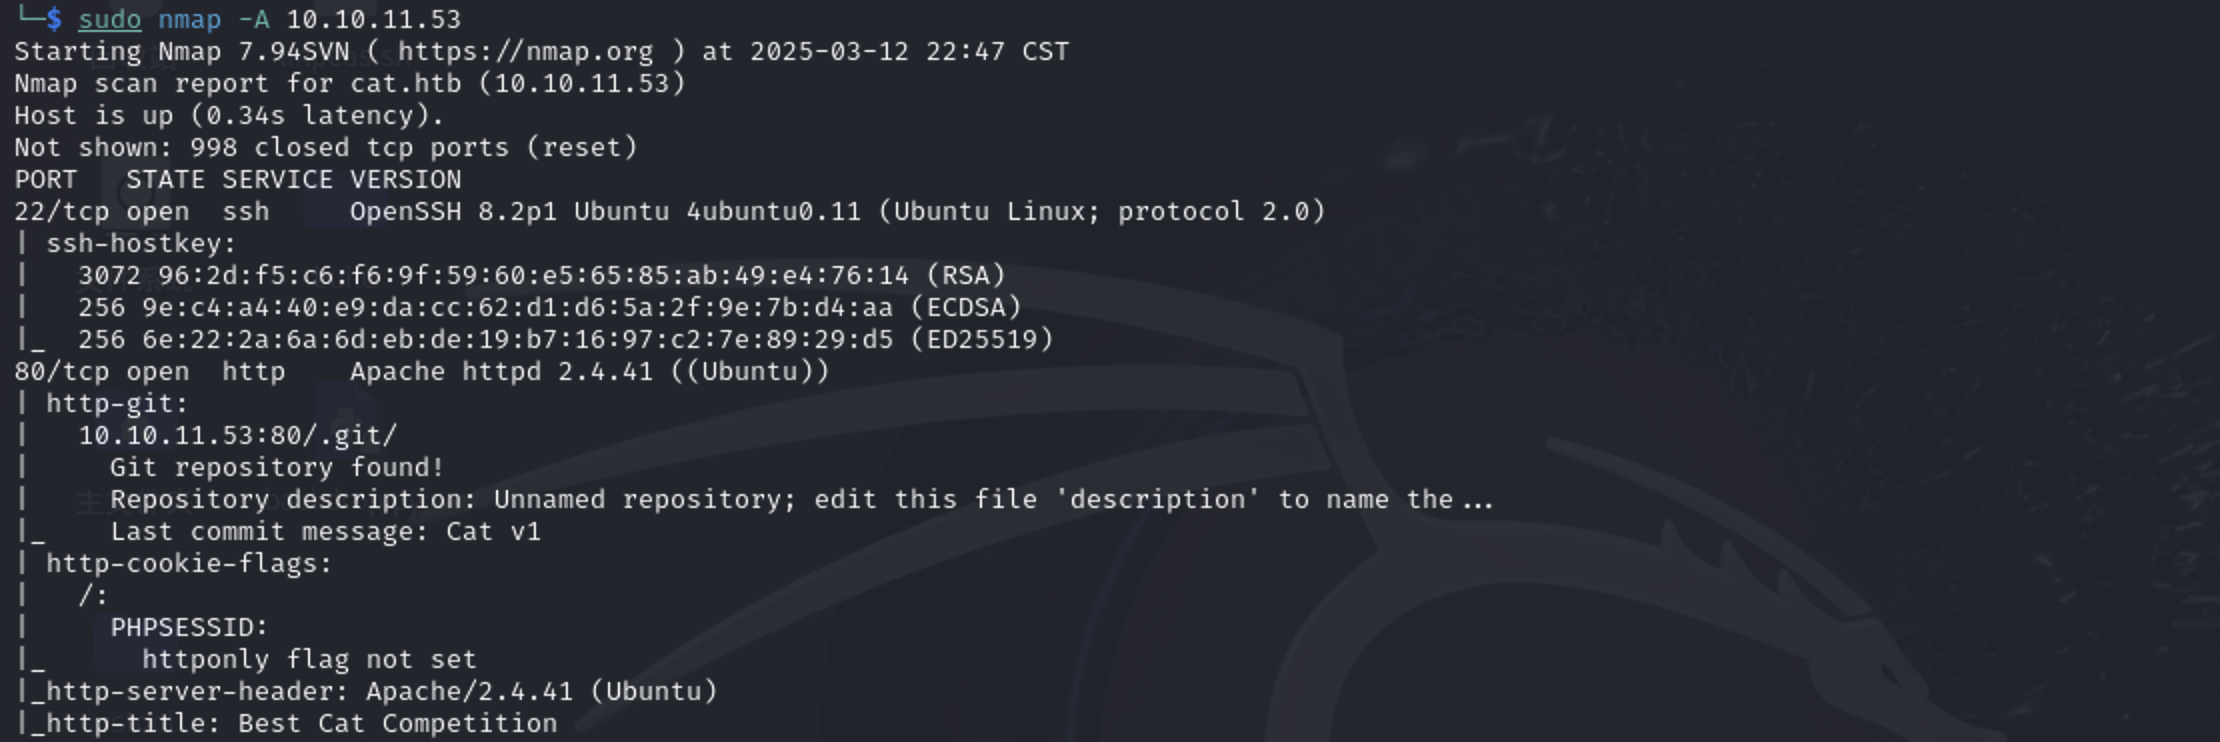 └─$ sudo nmap -A 10.10.11.53
Starting Nmap 7.94SVN ( https://nmap.org ) at 2025-03-12 22:47 CST
Nmap scan report for cat.htb (10.10.11.53)
Host is up (0.34s latency).
Not shown: 998 closed tcp ports (reset)
PORT   STATE SERVICE VERSION
22/tcp open  ssh     OpenSSH 8.2p1 Ubuntu 4ubuntu0.11 (Ubuntu Linux; protocol 2.0)
| ssh-hostkey:
|   3072 96:2d:f5:c6:f6:9f:59:60:e5:65:85:ab:49:e4:76:14 (RSA)
|   256 9e:c4:a4:40:e9:da:cc:62:d1:d6:5a:2f:9e:7b:d4:aa (ECDSA)
|_  256 6e:22:2a:6a:6d:eb:de:19:b7:16:97:c2:7e:89:29:d5 (ED25519)
80/tcp open  http    Apache httpd 2.4.41 ((Ubuntu))
| http-git:
|   10.10.11.53:80/.git/
|     Git repository found!
|     Repository description: Unnamed repository; edit this file 'description' to name the...
|_    Last commit message: Cat v1
| http-cookie-flags:
|   /:
|     PHPSESSID:
|_      httponly flag not set
|_http-server-header: Apache/2.4.41 (Ubuntu)
|_http-title: Best Cat Competition